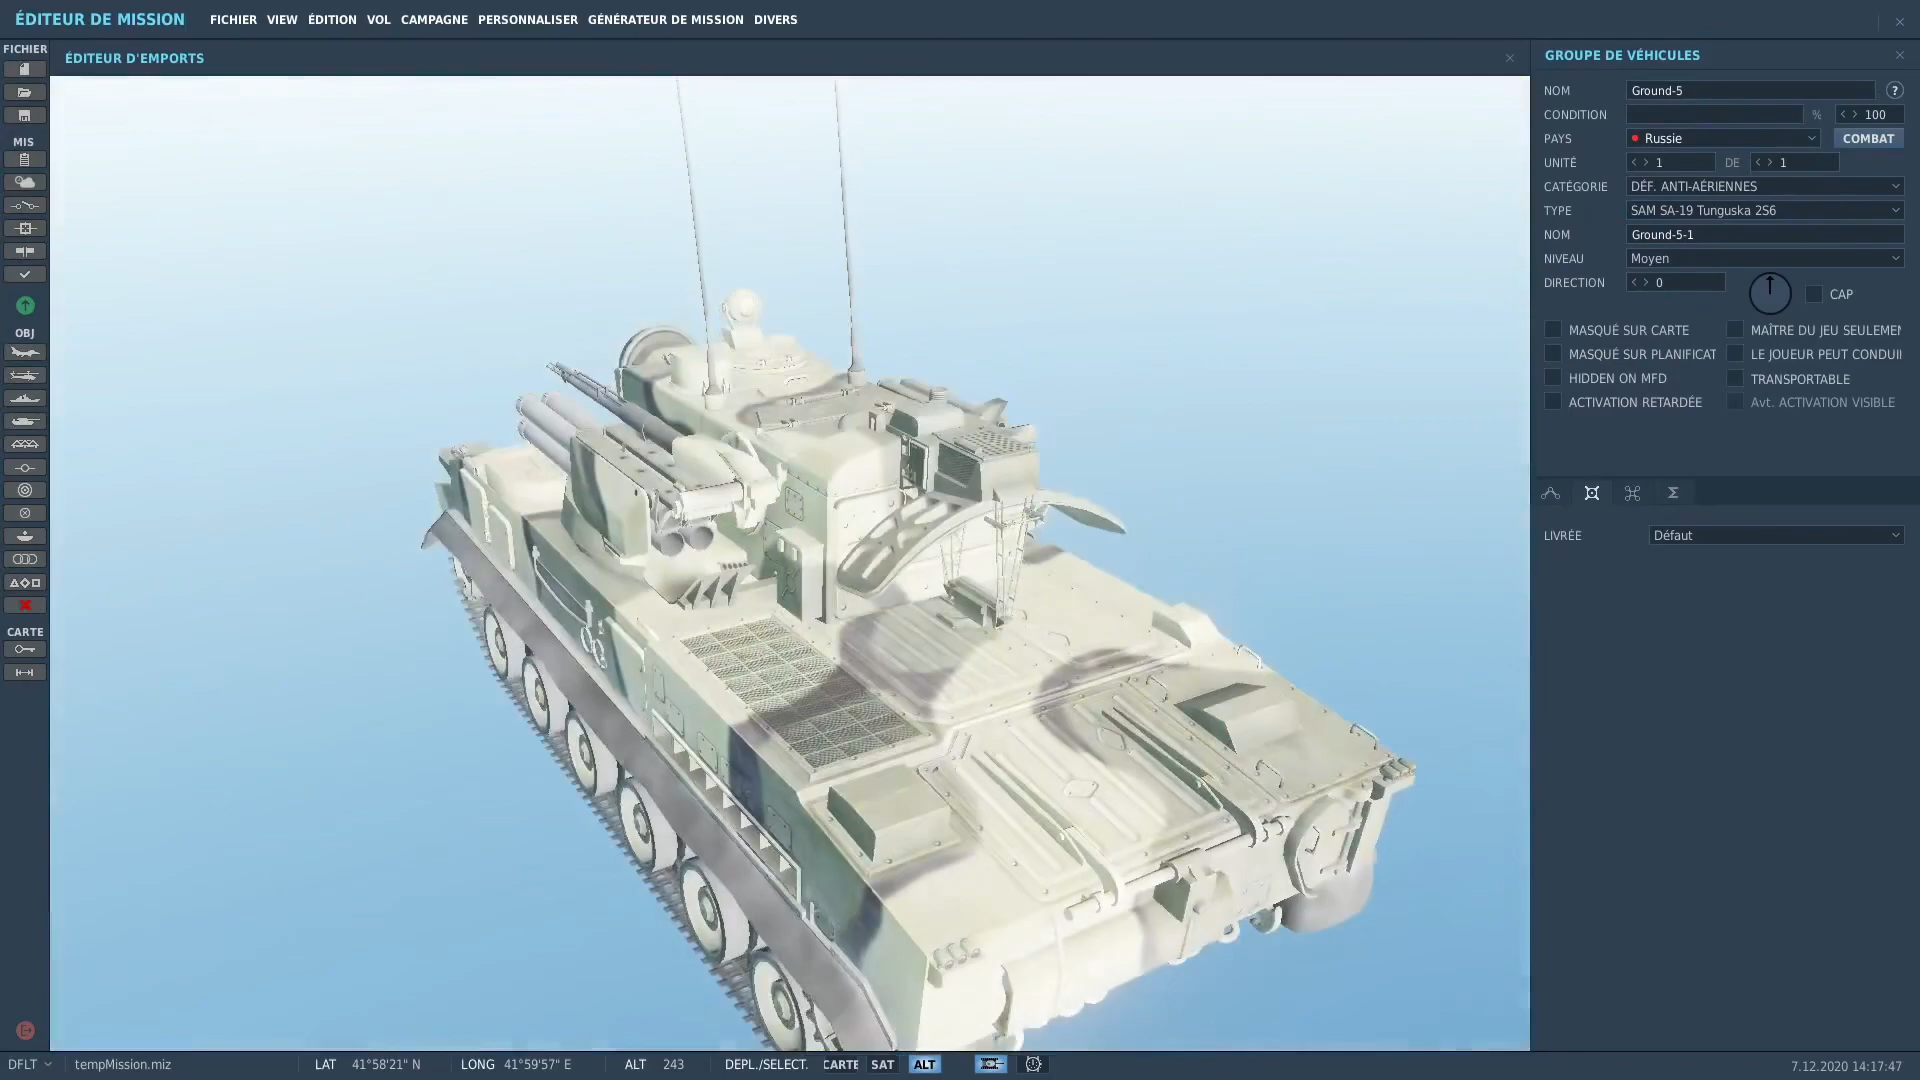 ÉDITEUR DE MISSION FICHIER VIEW ÉDITION VOL CAMPAGNE PERSONNALISER GÉNÉRATEUR DE MISSION DIVERS
FICHIER
MIS
OBJ
CARTE
ÉDITEUR D'EMPORTS
GROUPE DE VÉHICULES
NOM Ground-5 ?
CONDITION % < > 100
PAYS Russie COMBAT
UNITÉ < > 1 DE < > 1
CATÉGORIE DÉF. ANTI-AÉRIENNES
TYPE SAM SA-19 Tunguska 2S6
NOM Ground-5-1
NIVEAU Moyen
DIRECTION < > 0 CAP
MASQUÉ SUR CARTE MAÎTRE DU JEU SEULEMEN
MASQUÉ SUR PLANIFICAT LE JOUEUR PEUT CONDUI
HIDDEN ON MFD TRANSPORTABLE
ACTIVATION RETARDÉE Avt. ACTIVATION VISIBLE
LIVRÉE Défaut
DFLT tempMission.miz LAT 41°58'21" N LONG 41°59'57" E ALT 243 DEPL./SELECT. CARTE SAT ALT 7.12.2020 14:17:47